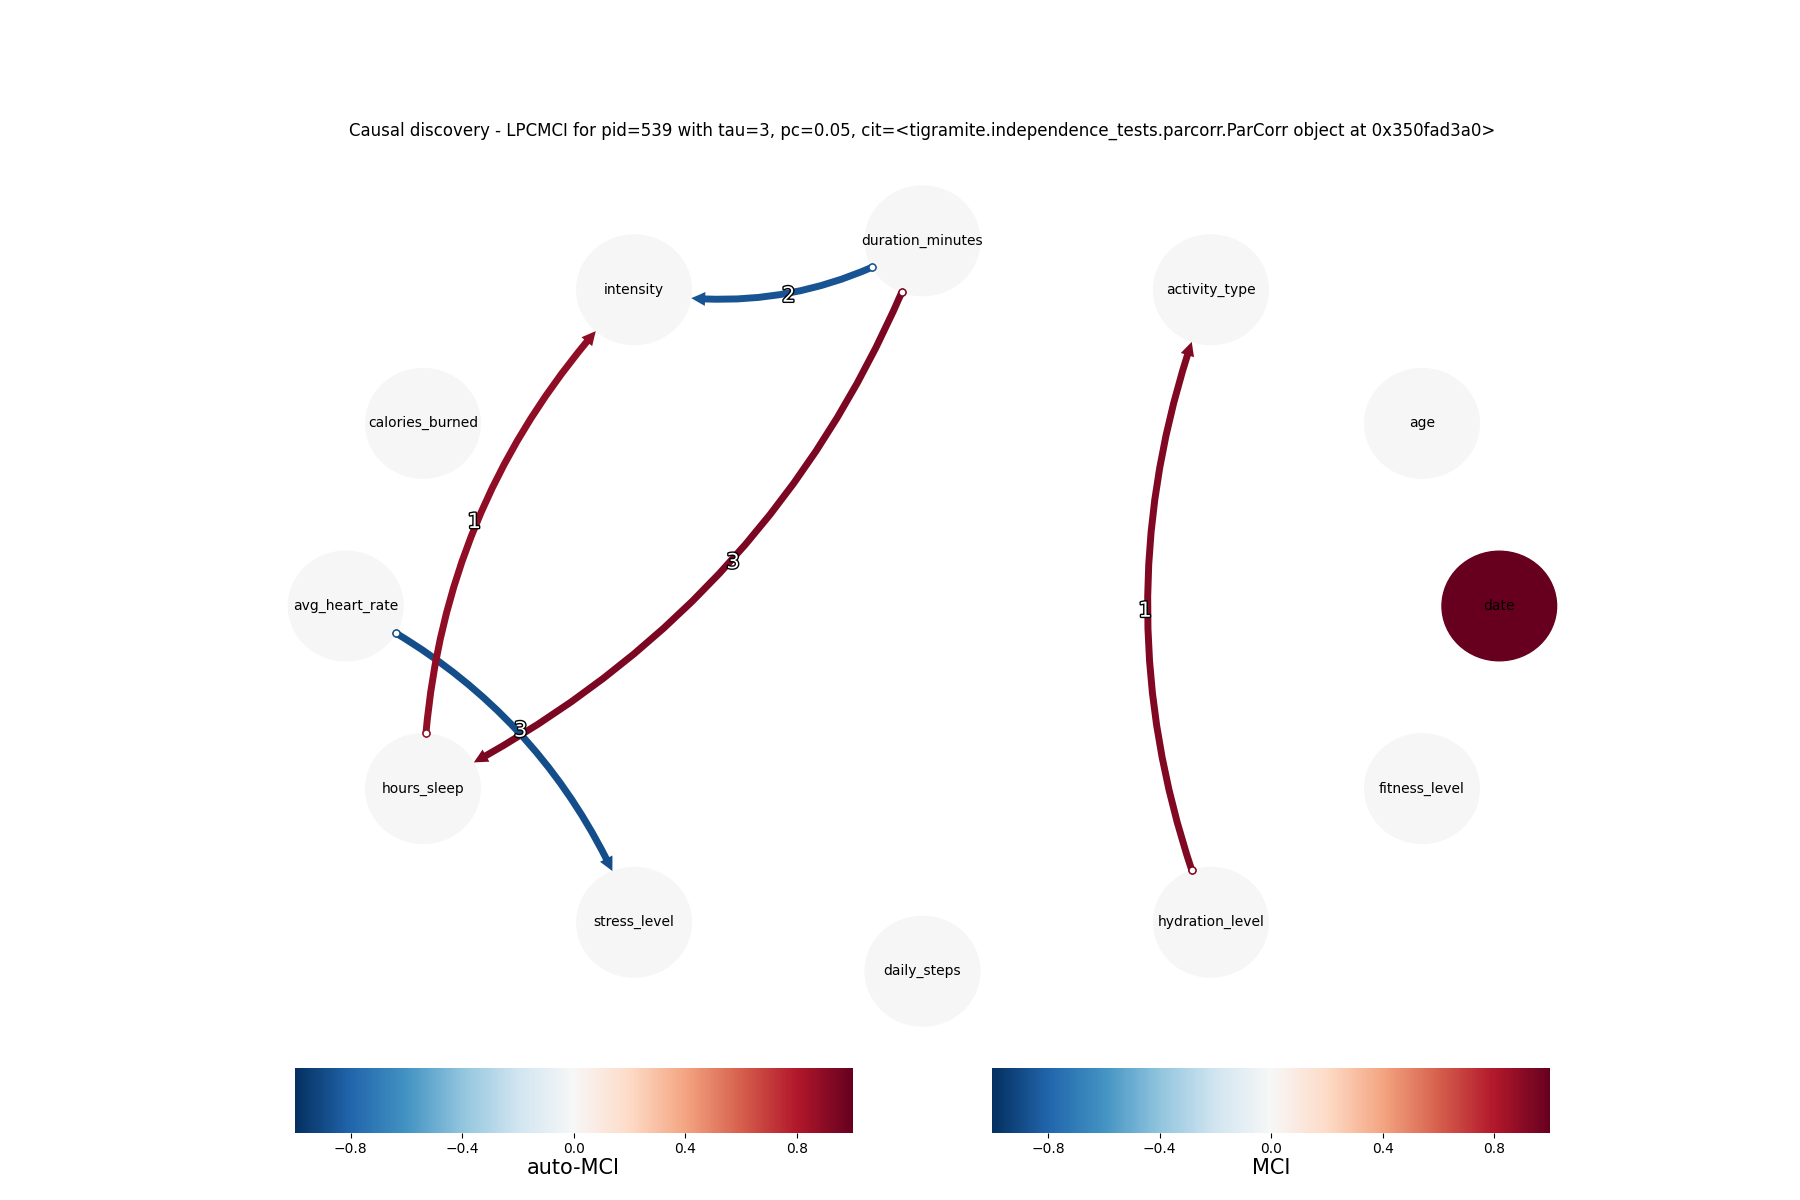 Causal discovery - LPCMCI for pid=539 with tau=3, pc=0.05, cit=<tigramite.independence_tests.parcorr.ParCorr object at 0x350fad3a0>
duration_minutes
intensity
activity_type
2
calories_burned
age
1
3
avg_heart_rate
date
1
3
hours_sleep
fitness_level
stress_level
hydration_level
daily_steps
−0.8 −0.4 0.0 0.4 0.8
auto-MCI
−0.8 −0.4 0.0 0.4 0.8
MCI